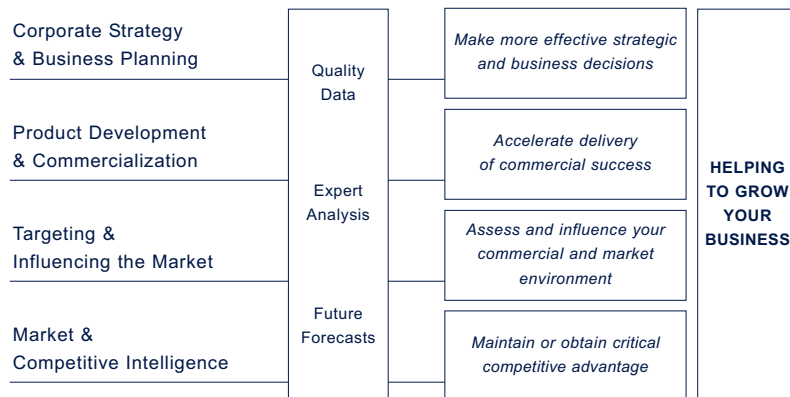 Corporate Strategy
& Business Planning
Product Development
& Commercialization
Targeting &
Influencing the Market
Market &
Competitive Intelligence
Quality
Data
Expert
Analysis
Future
Forecasts
Make more effective strategic
and business decisions
Accelerate delivery
of commercial success
Assess and influence your
commercial and market
environment
Maintain or obtain critical
competitive advantage
HELPING
TO GROW
YOUR
BUSINESS